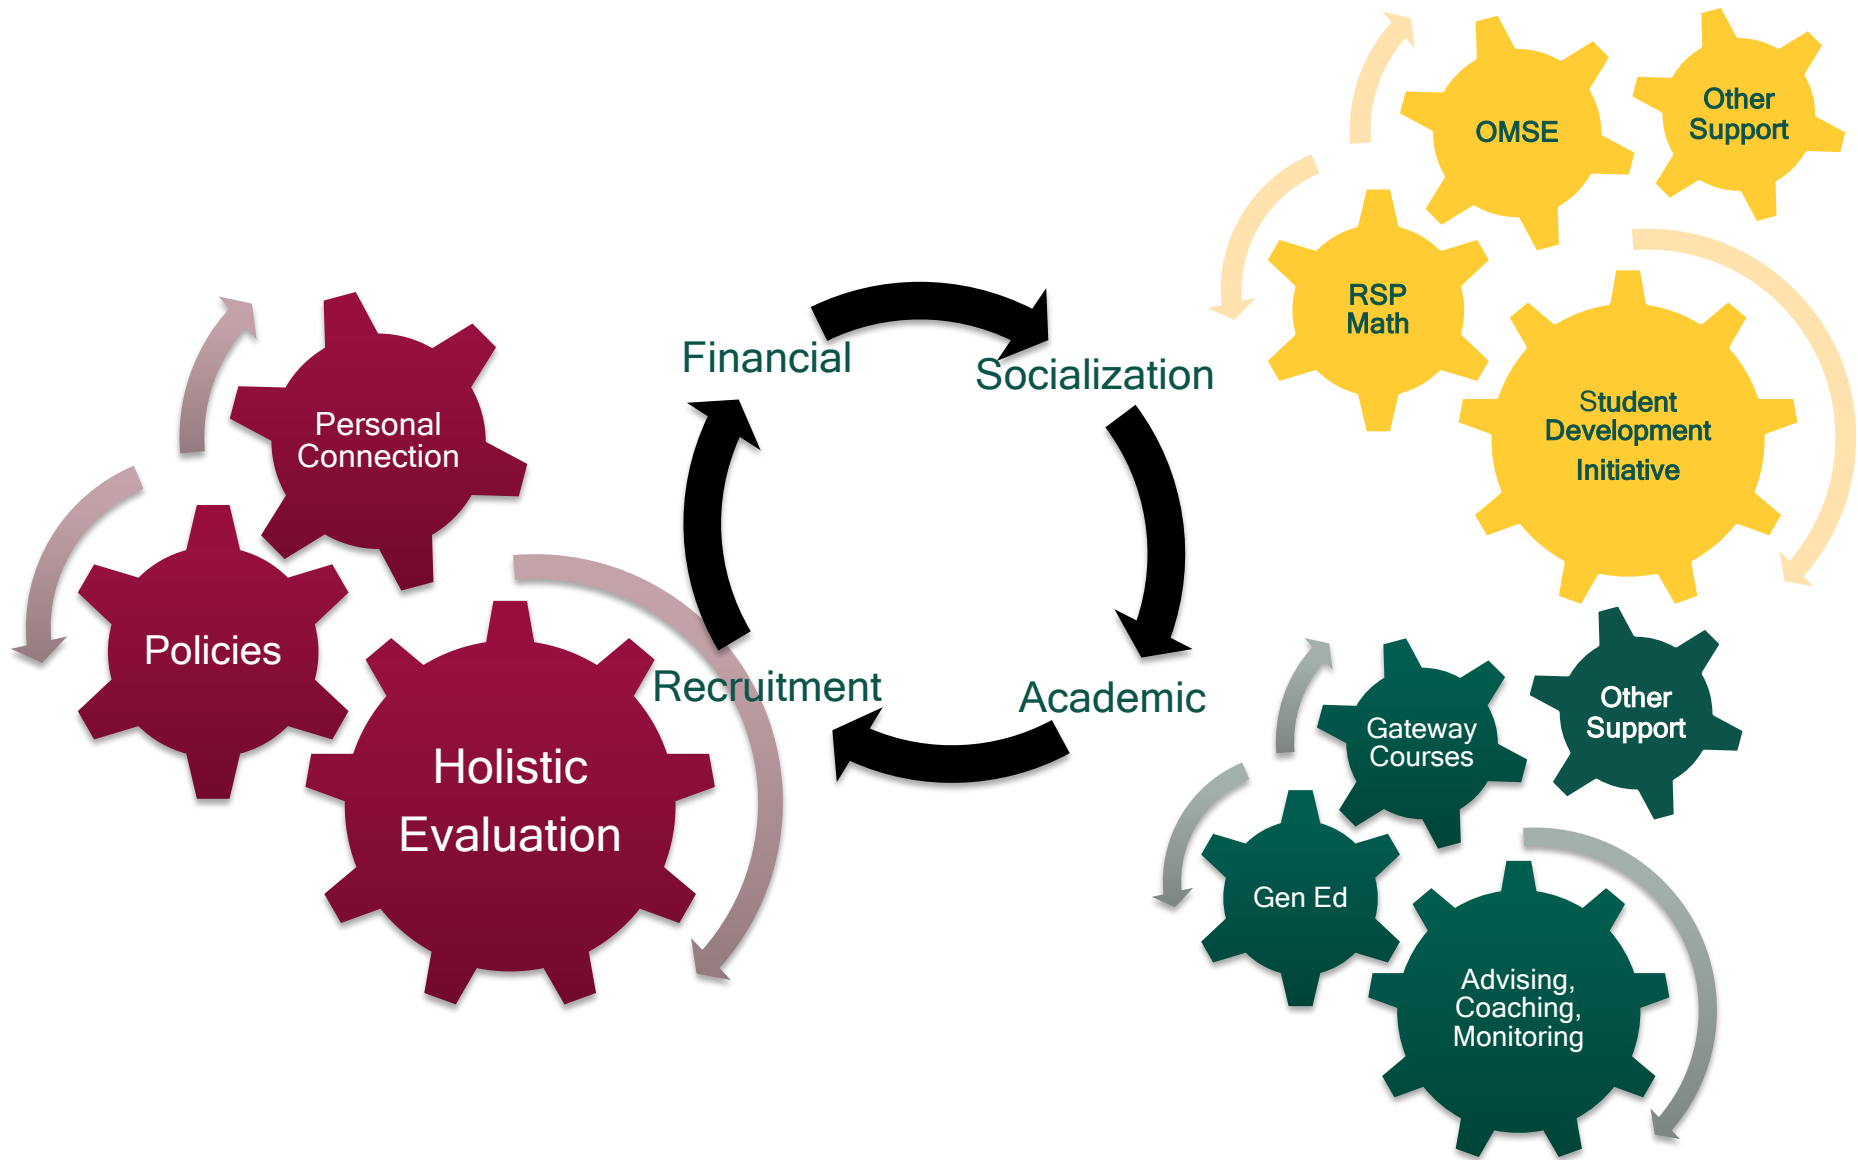 Personal
Connection
Policies
Holistic
Evaluation
Financial
Socialization
Recruitment
Academic
OMSE
Other
Support
RSP
Math
Student
Development
Initiative
Gateway
Courses
Other
Support
Gen Ed
Advising,
Coaching,
Monitoring